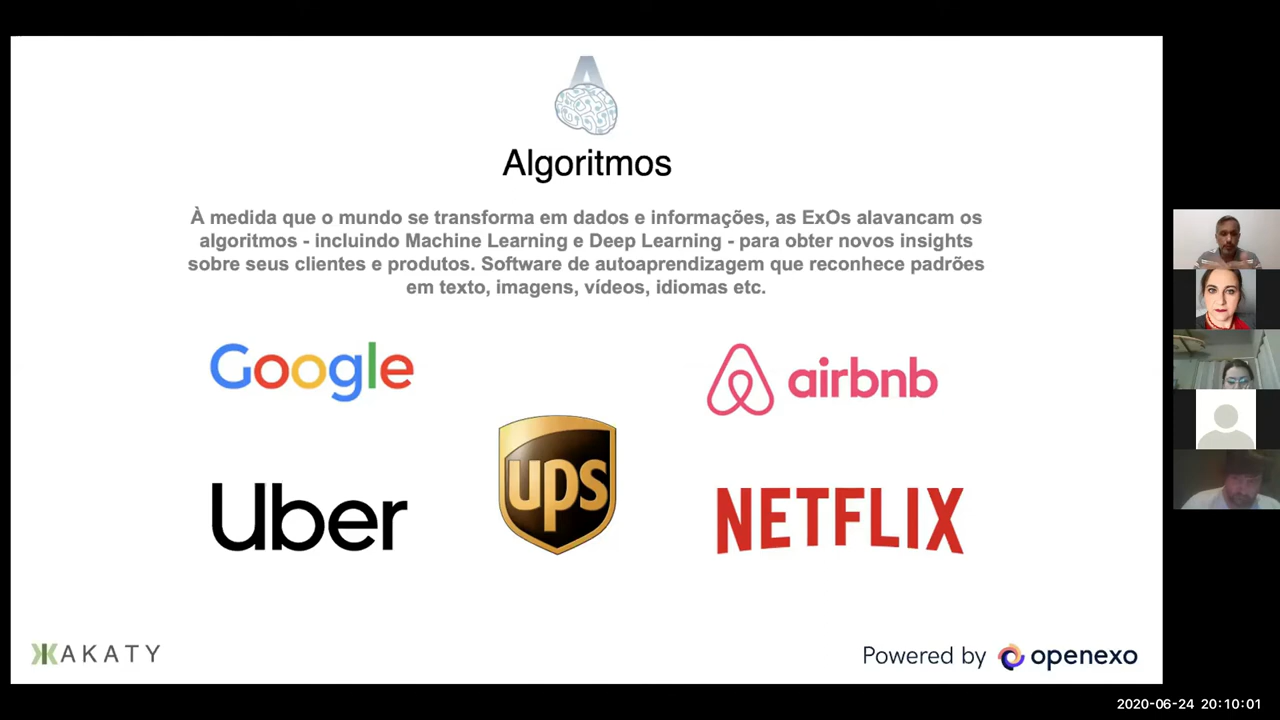 A
Algoritmos
À medida que o mundo se transforma em dados e informações, as ExOs alavancam os
algoritmos - incluindo Machine Learning e Deep Learning - para obter novos insights
sobre seus clientes e produtos. Software de autoaprendizagem que reconhece padrões
em texto, imagens, vídeos, idiomas etc.
Google
airbnb
ups
Uber
NETFLIX
AKATY
Powered by openexo
2020-06-24 20:10:01